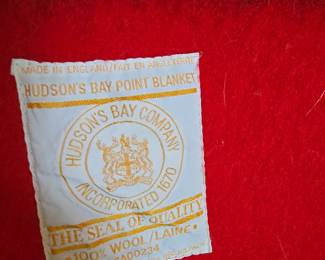 MADE IN ENGLAND/FAIT EN ANGLETERRE
HUDSON'S BAY POINT BLANKET
HUDSON'S BAY COMPANY
INCORPORATED 1670
THE SEAL OF QUALITY
•100% WOOL/LAINE•
CA00234